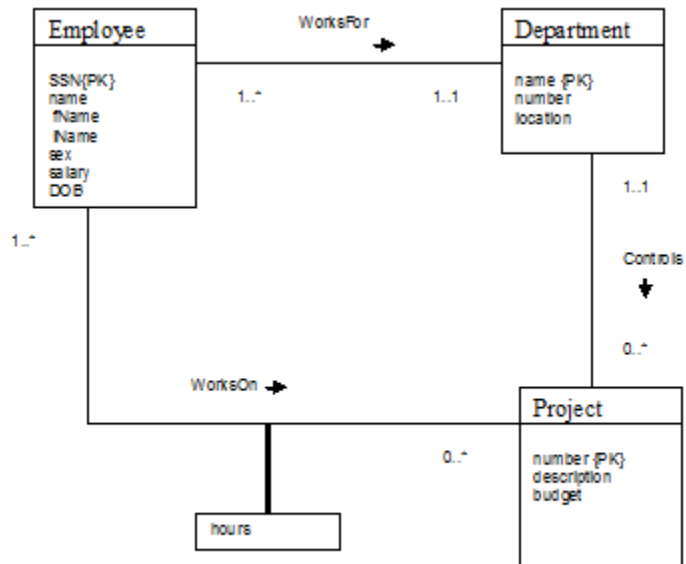 Employee
SSN{PK}
name
fName
lName
sex
salary
DOB
WorksFor
1..*
1..1
Department
name {PK}
number
location
1..1
Controls
0..*
1..*
WorksOn
0..*
hours
Project
number {PK}
description
budget